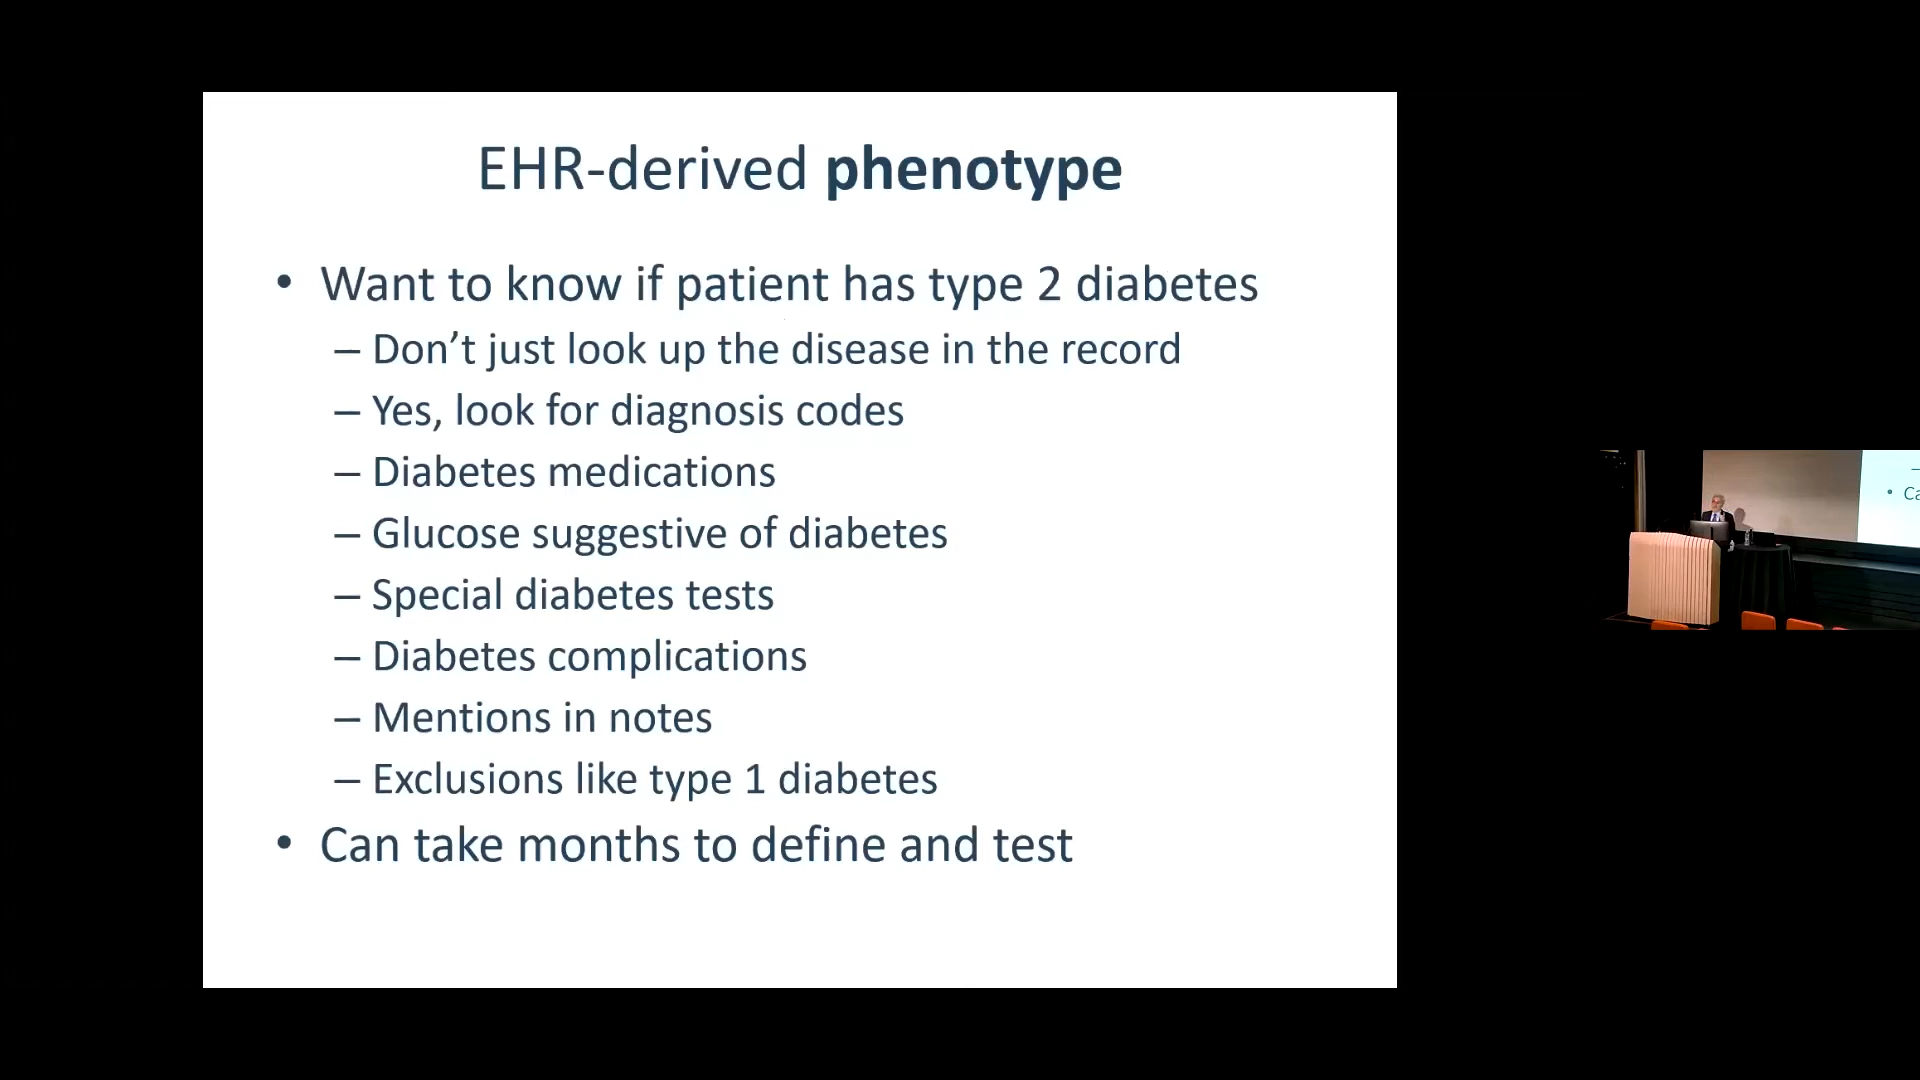 EHR-derived phenotype
• Want to know if patient has type 2 diabetes
– Don’t just look up the disease in the record
– Yes, look for diagnosis codes
– Diabetes medications
– Glucose suggestive of diabetes
– Special diabetes tests
– Diabetes complications
– Mentions in notes
– Exclusions like type 1 diabetes
• Can take months to define and test
• Ca